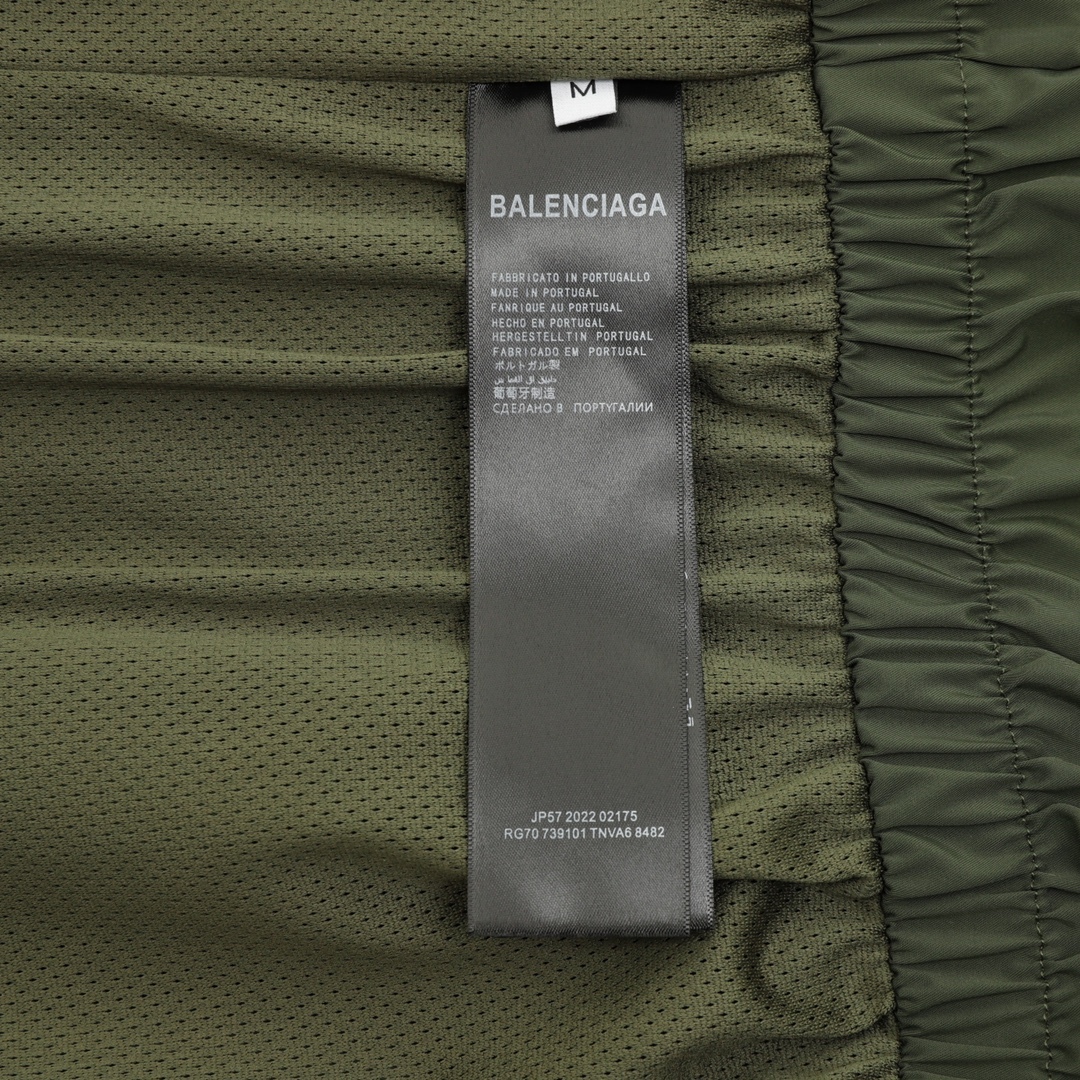 M
BALENCIAGA
FABBRICATO IN PORTUGALLO
MADE IN PORTUGAL
FANRIQUE AU PORTUGAL
HECHO EN PORTUGAL
HERGESTELLTIN PORTUGAL
FABRICADO EM PORTUGAL
ポルトガル製
葡萄牙制造
СДЕЛАНО В ПОРТУГАЛИИ
JP57 2022 02175
RG70 739101 TNVA6 8482